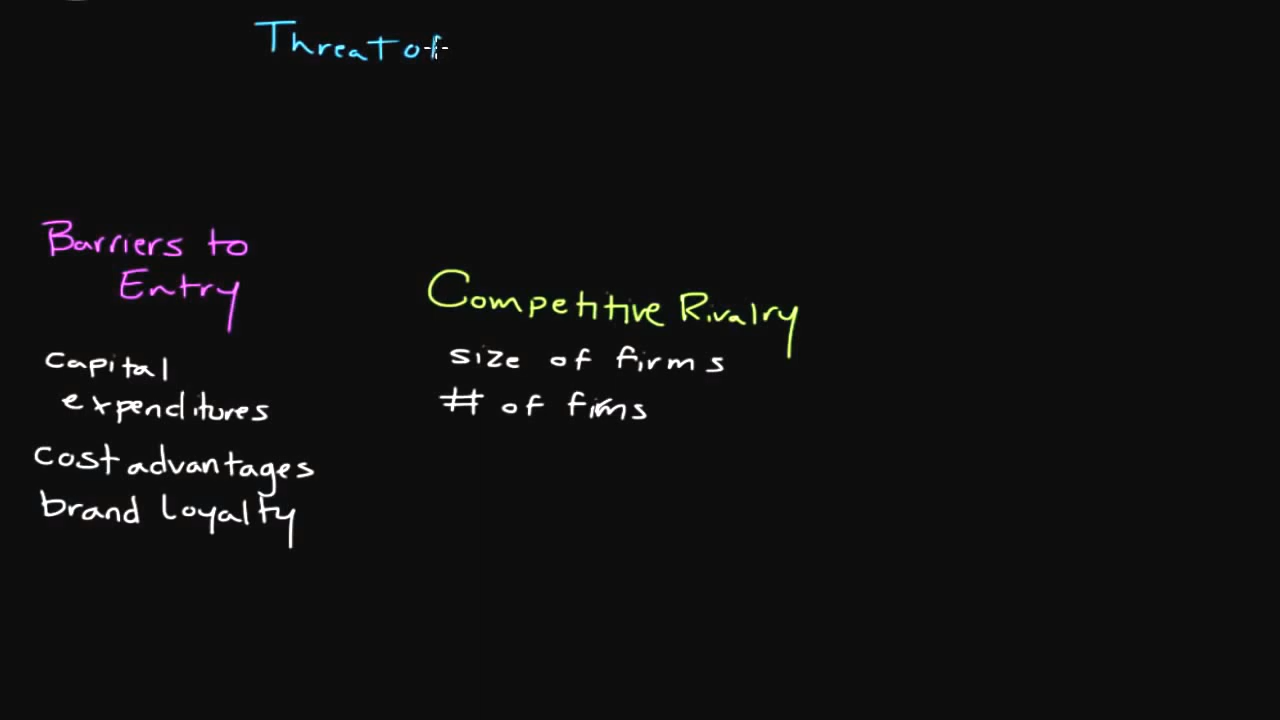 Threat of
Barriers to
Entry
Competitive Rivalry
capital
expenditures
cost advantages
brand loyalty
size of firms
# of firms